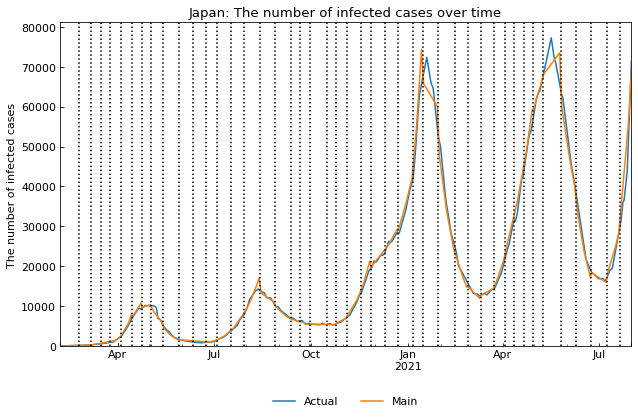 Japan: The number of infected cases over time
The number of infected cases
80000
70000
60000
50000
40000
30000
20000
10000
0
Apr Jul Oct Jan Apr Jul
2021
Actual Main